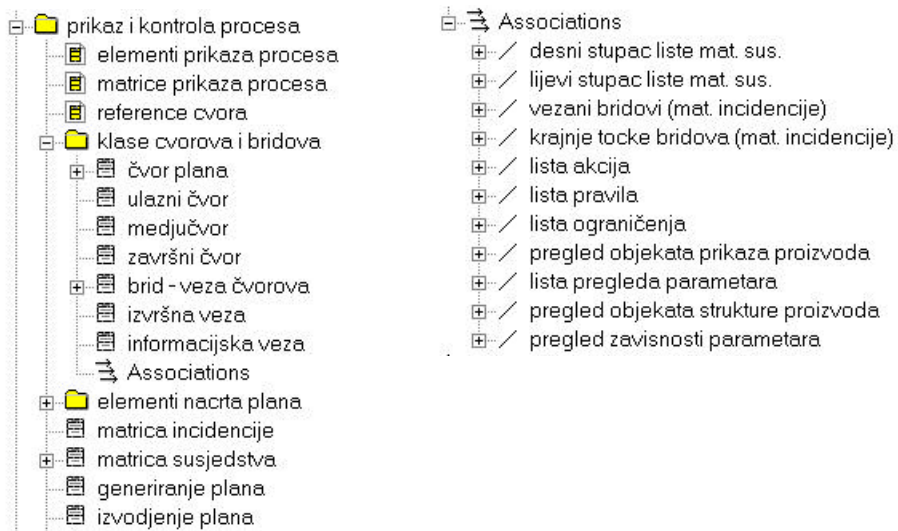 prikaz i kontrola procesa
elementi prikaza procesa
matrice prikaza procesa
reference cvora
klase cvorova i bridova
čvor plana
ulazni čvor
medjučvor
završni čvor
brid - veza čvorova
izvršna veza
informacijska veza
Associations
elementi nacrta plana
matrica incidencije
matrica susjedstva
generiranje plana
izvodjenje plana
Associations
desni stupac liste mat. sus.
lijevi stupac liste mat. sus.
vezani bridovi (mat. incidencije)
krajnje tocke bridova (mat. incidencije)
lista akcija
lista pravila
lista ograničenja
pregled objekata prikaza proizvoda
lista pregleda parametara
pregled objekata strukture proizvoda
pregled zavisnosti parametara